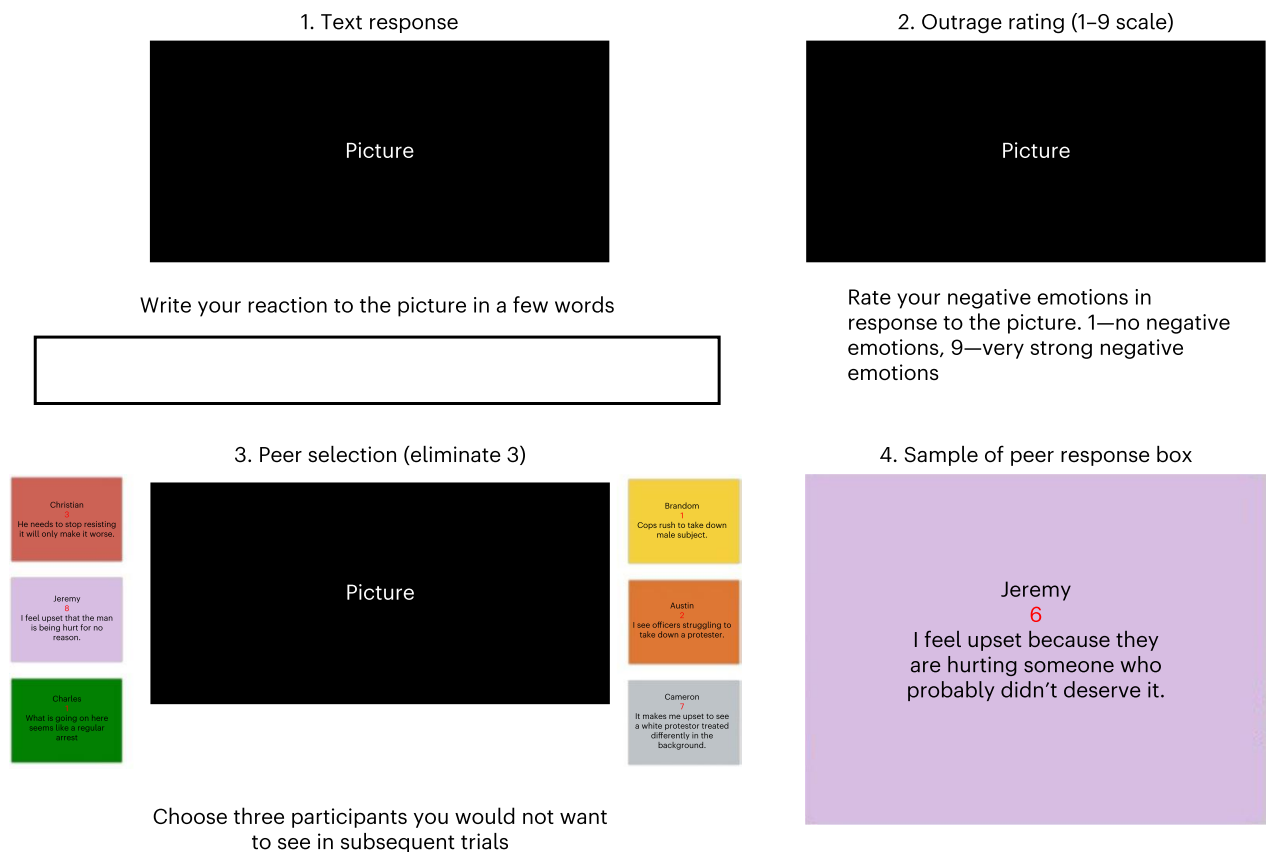 1. Text response
Picture
Write your reaction to the picture in a few words
2. Outrage rating (1–9 scale)
Picture
Rate your negative emotions in
response to the picture. 1—no negative
emotions, 9—very strong negative
emotions
3. Peer selection (eliminate 3)
Christian
3
He needs to stop resisting
it will only make it worse.
Jeremy
8
I feel upset that the man
is being hurt for no
reason.
Charles
What is going on here
seems like a regular
arrest
Picture
Brandom
1
Cops rush to take down
male subject.
Austin
2
I see officers struggling to
take down a protester.
Cameron
7
It makes me upset to see
a white protestor treated
differently in the
background.
Choose three participants you would not want
to see in subsequent trials
4. Sample of peer response box
Jeremy
6
I feel upset because they
are hurting someone who
probably didn’t deserve it.